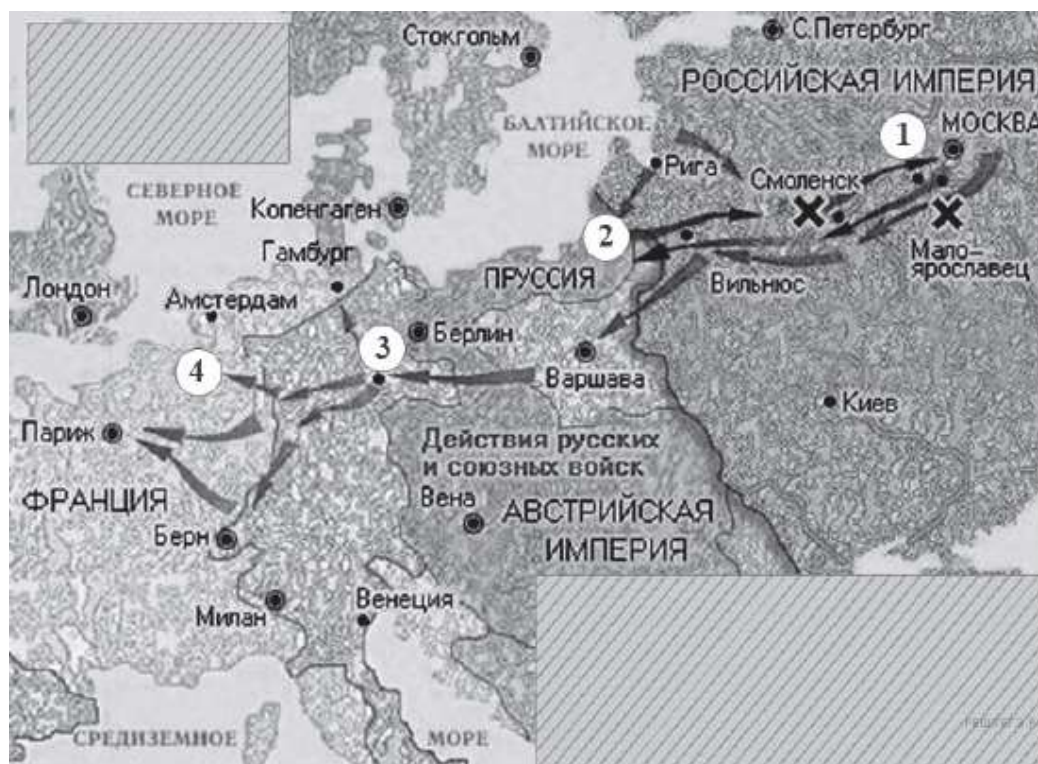 С.Петербург
Стокгольм
РОССИЙСКАЯ ИМПЕРИЯ
1
МОСКВА
БАЛТИЙСКОЕ
МОРЕ
Рига
Смоленск
СЕВЕРНОЕ
МОРЕ
Копенгаген
2
Мало-
ярославец
Гамбург
ПРУССИЯ
Вильнюс
Лондон
Амстердам
Берлин
3
4
Варшава
Киев
Париж
Действия русских
и союзных войск
ФРАНЦИЯ
Вена
АВСТРИЙСКАЯ
ИМПЕРИЯ
Берн
Милан
Венеция
СРЕДИЗЕМНОЕ
МОРЕ